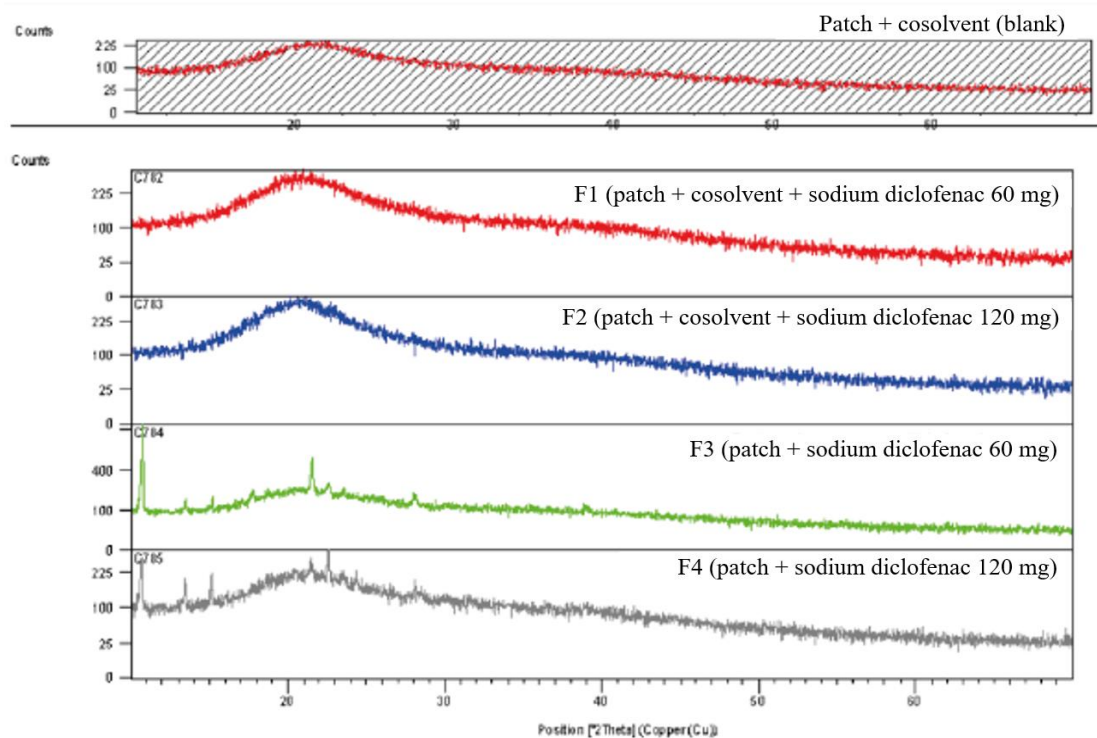 Patch + cosolvent (blank)
Counts
225
100
25
0
20 30 40 50 60
Counts
C782
F1 (patch + cosolvent + sodium diclofenac 60 mg)
225
100
25
0
C783
F2 (patch + cosolvent + sodium diclofenac 120 mg)
225
100
25
0
C784
F3 (patch + sodium diclofenac 60 mg)
400
100
0
C785
F4 (patch + sodium diclofenac 120 mg)
225
100
25
0
20 30 40 50 60
Position [°2Theta] (Copper (Cu))